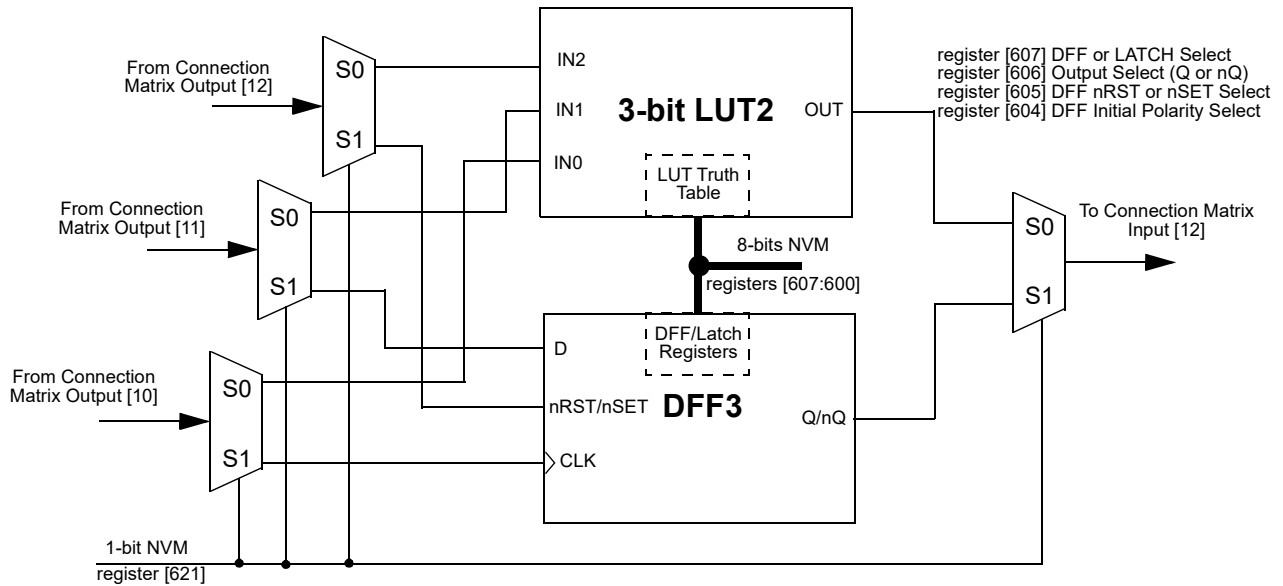 From Connection
Matrix Output [12]
S0
S1
IN2
IN1
IN0
3-bit LUT2
OUT
LUT Truth
Table
register [607] DFF or LATCH Select
register [606] Output Select (Q or nQ)
register [605] DFF nRST or nSET Select
register [604] DFF Initial Polarity Select
From Connection
Matrix Output [11]
S0
S1
8-bits NVM
registers [607:600]
S0
S1
To Connection Matrix
Input [12]
From Connection
Matrix Output [10]
S0
S1
DFF/Latch
Registers
D
nRST/nSET
CLK
DFF3
Q/nQ
1-bit NVM
register [621]